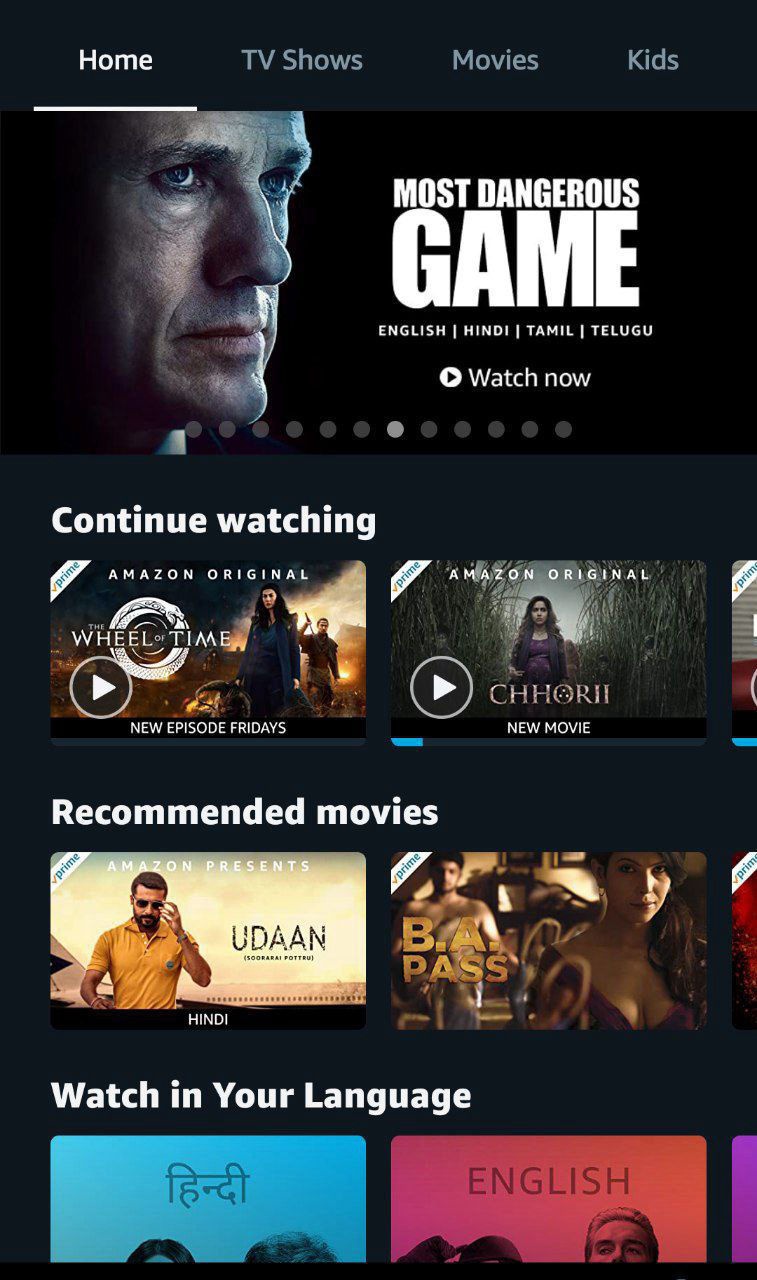 Home TV Shows Movies Kids
MOST DANGEROUS
GAME
ENGLISH | HINDI | TAMIL | TELUGU
Watch now
Continue watching
prime
AMAZON ORIGINAL
THE
WHEEL OF TIME
NEW EPISODE FRIDAYS
prime
AMAZON ORIGINAL
CHHORII
NEW MOVIE
prime
Recommended movies
prime
AMAZON PRESENTS
UDAAN
(SOORARAI POTTRU)
HINDI
prime
B.A.
PASS
prime
Watch in Your Language
हिन्दी
ENGLISH